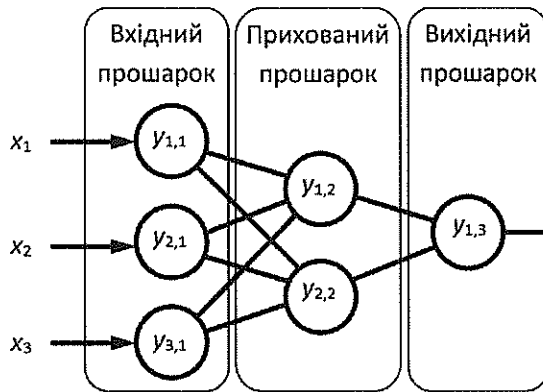 Вхідний прошарок
Прихований прошарок
Вихідний прошарок
x1
y1,1
y1,2
x2
y2,1
y1,3
y2,2
x3
y3,1